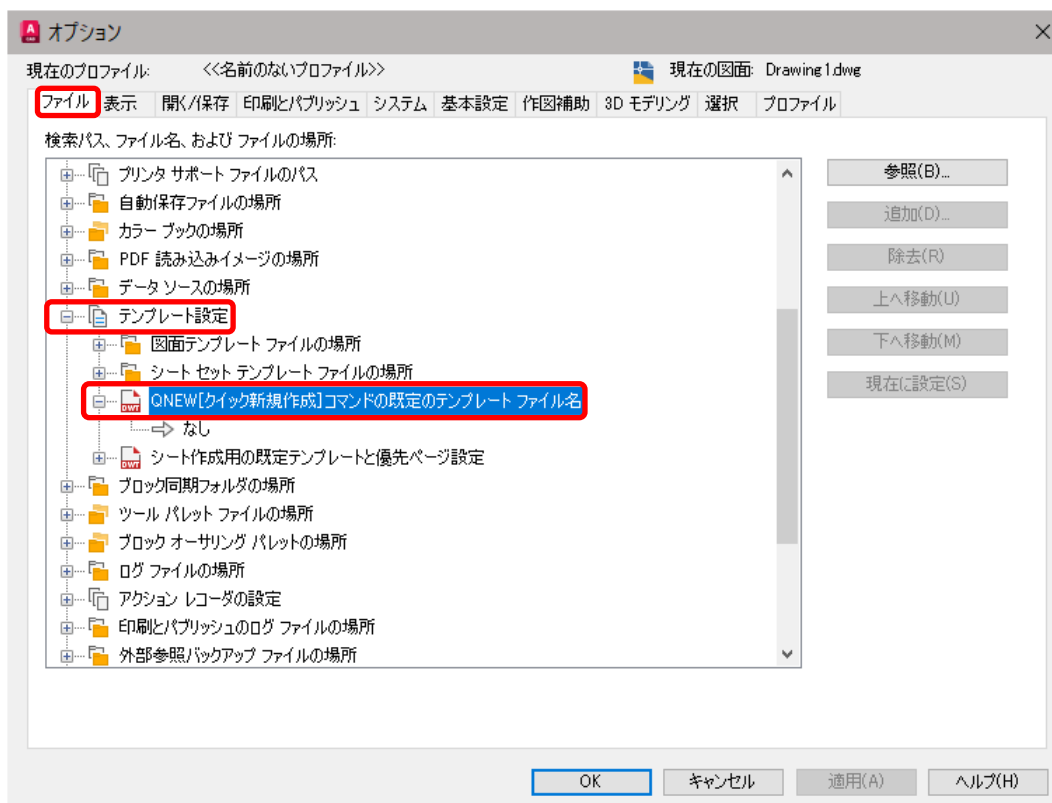 オプション
現在のプロファイル: <<名前のないプロファイル>> 現在の図面: Drawing1.dwg
ファイル 表示 開く/保存 印刷とパブリッシュ システム 基本設定 作図補助 3D モデリング 選択 プロファイル
検索パス、ファイル名、および ファイルの場所:
プリンタ サポート ファイルのパス
自動保存ファイルの場所
カラー ブックの場所
PDF 読み込みイメージの場所
データ ソースの場所
テンプレート設定
図面テンプレート ファイルの場所
シート セット テンプレート ファイルの場所
QNEW[クイック新規作成]コマンドの既定のテンプレート ファイル名
なし
シート作成用の既定テンプレートと優先ページ設定
ブロック同期フォルダの場所
ツール パレット ファイルの場所
ブロック オーサリング パレットの場所
ログ ファイルの場所
アクション レコーダの設定
印刷とパブリッシュのログ ファイルの場所
外部参照バックアップ ファイルの場所
参照(B)...
追加(D)...
除去(R)
上へ移動(U)
下へ移動(M)
現在に設定(S)
OK キャンセル 適用(A) ヘルプ(H)